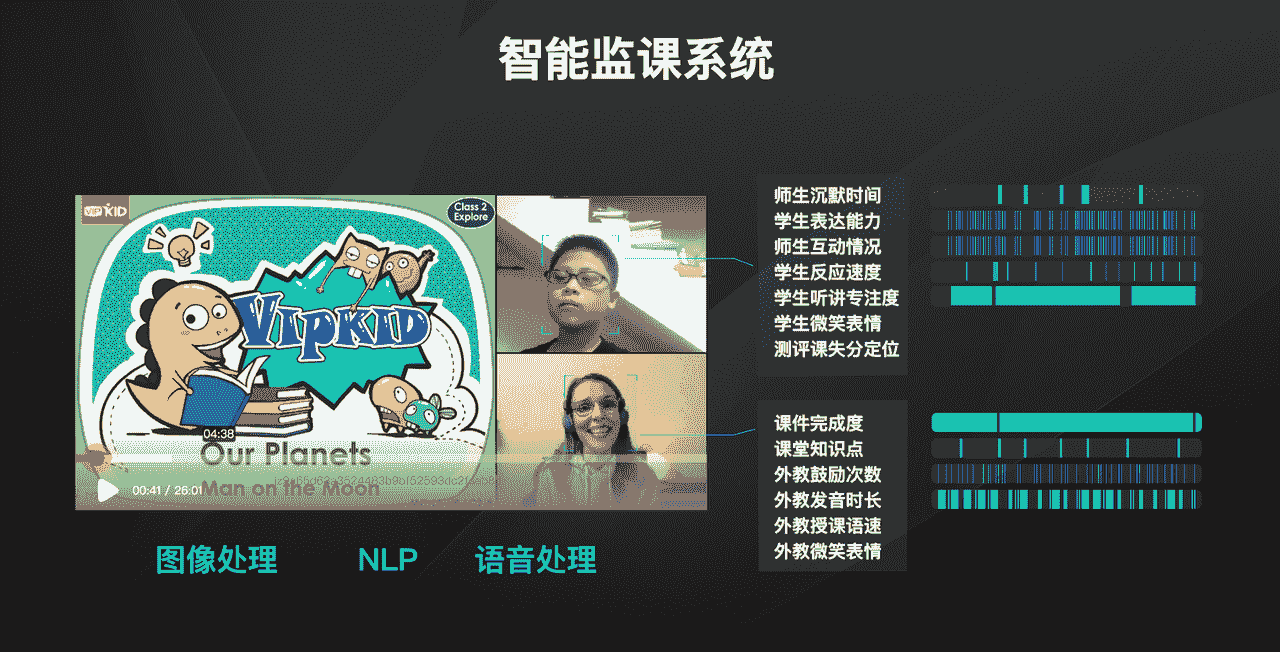 智能监课系统
VIPKID
Class 2
Explore
VIPKID
04:38
Our Planets
Man on the Moon
00:41 / 26:01
师生沉默时间
学生表达能力
师生互动情况
学生反应速度
学生听讲专注度
学生微笑表情
测评课失分定位
课件完成度
课堂知识点
外教鼓励次数
外教发音时长
外教授课语速
外教微笑表情
图像处理
NLP
语音处理